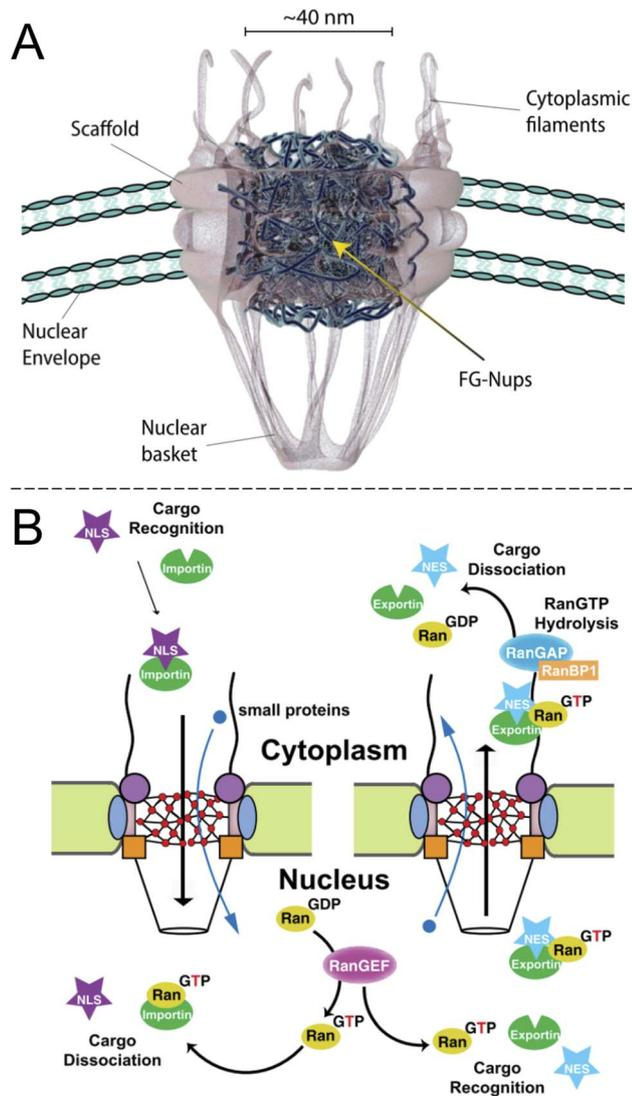 A
~40 nm
Cytoplasmic
filaments
Scaffold
Nuclear
Envelope
FG-Nups
Nuclear
basket
B
Cargo
Recognition
NLS
Importin
NLS
Importin
small proteins
NES
Cargo
Dissociation
Exportin
Ran
GDP
RanGTP
Hydrolysis
RanGAP
RanBP1
NES
GTP
Ran
Exportin
Cytoplasm
Nucleus
GDP
Ran
RanGEF
NLS
GTP
Ran
Importin
Cargo
Dissociation
GTP
Ran
NES
GTP
Ran
Exportin
GTP
Ran
Exportin
NES
Cargo
Recognition